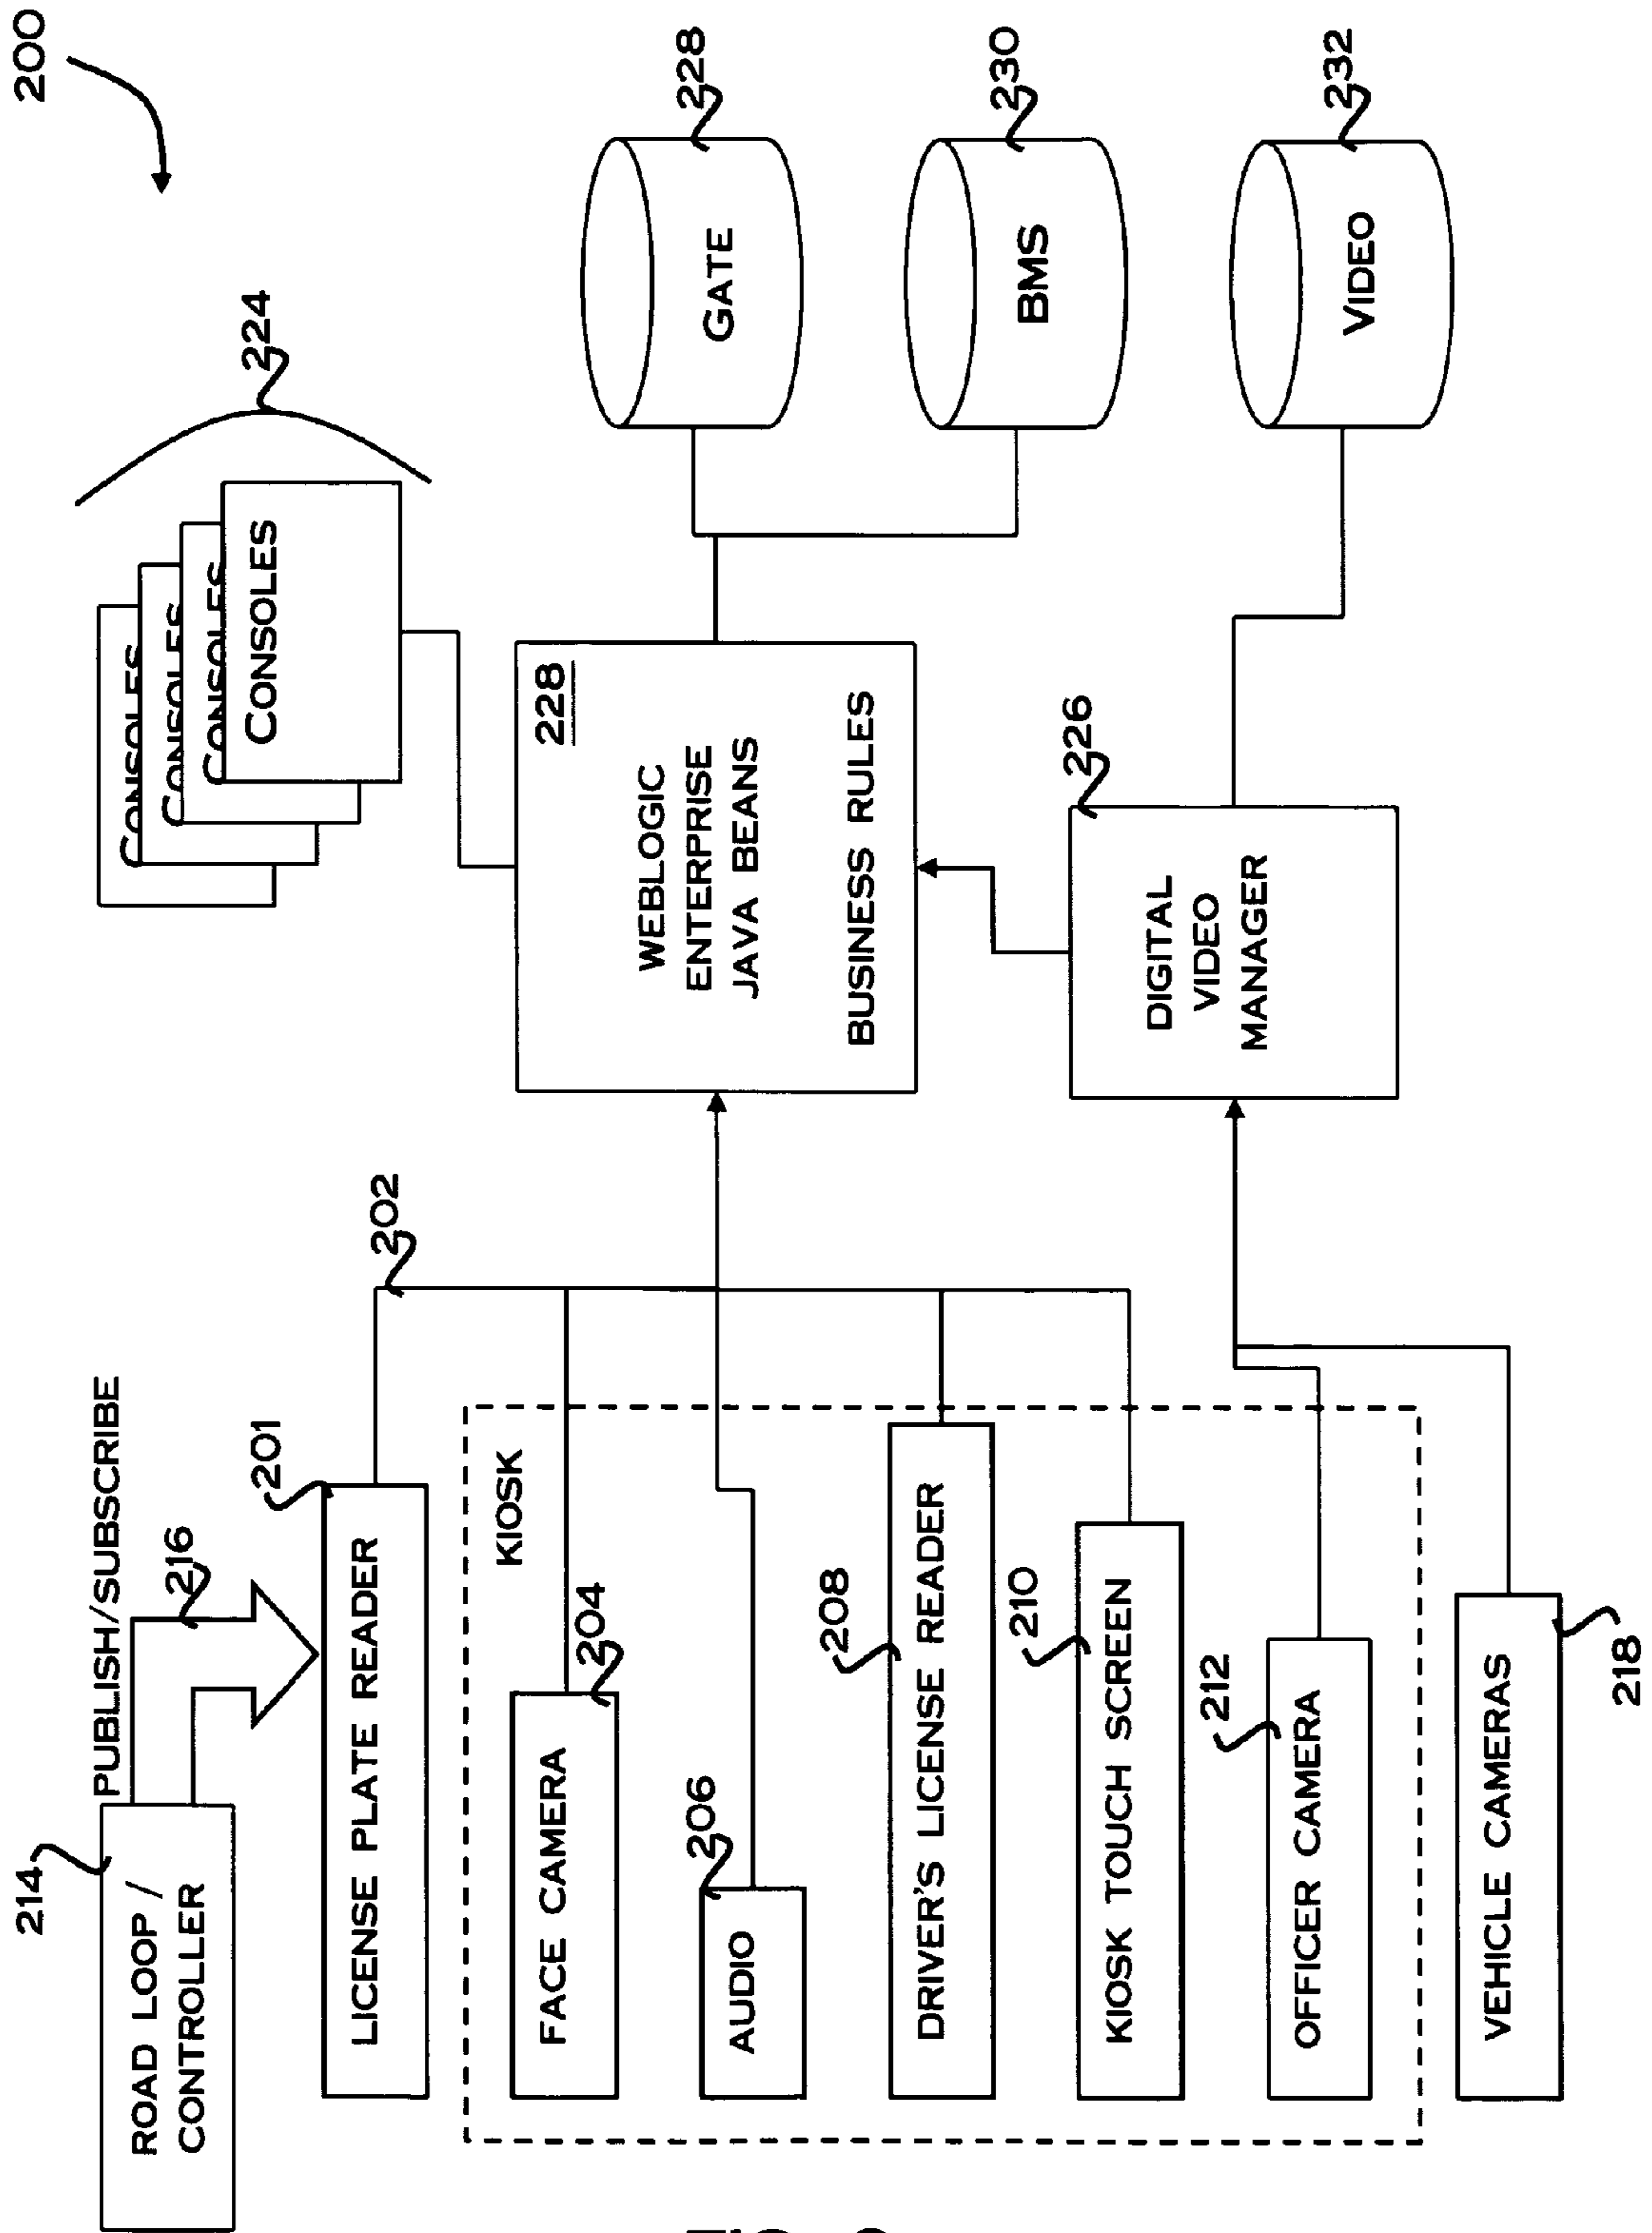 200
214
ROAD LOOP /
CONTROLLER
PUBLISH/SUBSCRIBE
216
201
LICENSE PLATE READER
202
KIOSK
FACE CAMERA
204
206
AUDIO
208
DRIVER'S LICENSE READER
210
KIOSK TOUCH SCREEN
212
OFFICER CAMERA
VEHICLE CAMERAS
218
CONSOLES
CONSOLES
CONSOLES
CONSOLES
224
228
WEBLOGIC
ENTERPRISE
JAVA BEANS
BUSINESS RULES
226
DIGITAL
VIDEO
MANAGER
228
GATE
230
BMS
232
VIDEO